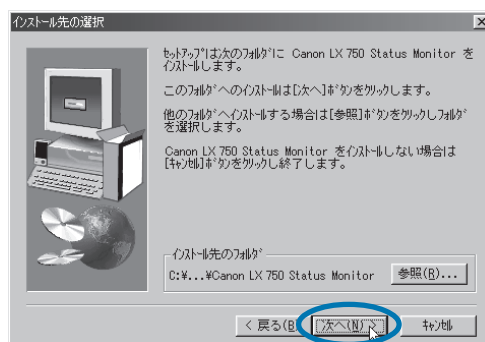 インストール先の選択
ｾｯﾄｱｯﾌﾟは次のﾌｫﾙﾀﾞに Canon LX 750 Status Monitor を
ｲﾝｽﾄｰﾙします。
このﾌｫﾙﾀﾞへのｲﾝｽﾄｰﾙは[次へ]ﾎﾞﾀﾝをｸﾘｯｸします。
他のﾌｫﾙﾀﾞへｲﾝｽﾄｰﾙする場合は[参照]ﾎﾞﾀﾝをｸﾘｯｸしﾌｫﾙﾀﾞ
を選択します。
Canon LX 750 Status Monitor をｲﾝｽﾄｰﾙしない場合は
[ｷｬﾝｾﾙ]ﾎﾞﾀﾝをｸﾘｯｸし終了します。
ｲﾝｽﾄｰﾙ先のﾌｫﾙﾀﾞ
C:¥...¥Canon LX 750 Status Monitor 参照(R)...
< 戻る(B 次へ(N) > ｷｬﾝｾﾙ